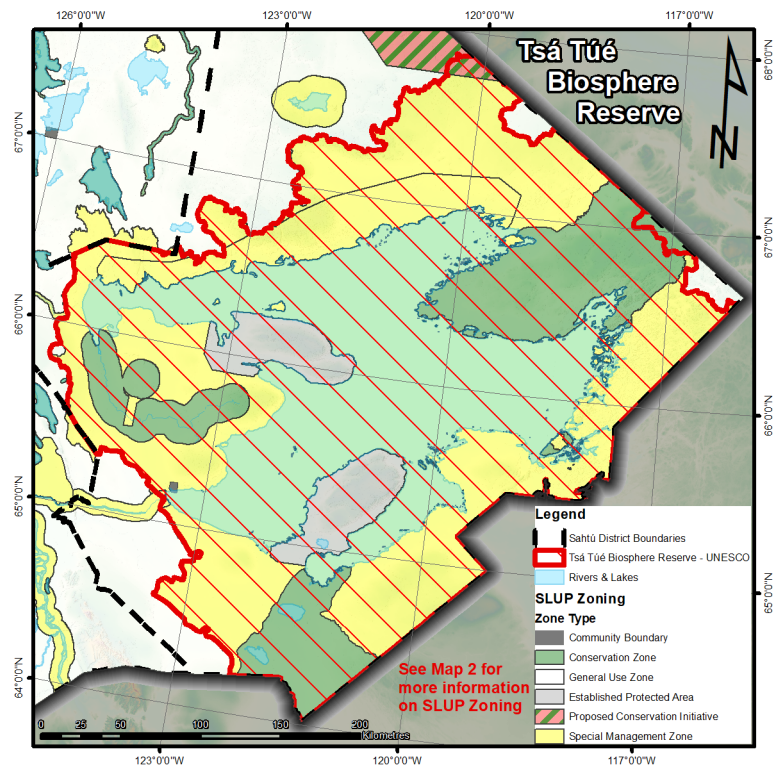 126°0'0"W 123°0'0"W 120°0'0"W 117°0'0"W
Tsá Túé
Biosphere
Reserve
68°0'0"N
67°0'0"N
67°0'0"N
66°0'0"N
66°0'0"N
65°0'0"N
65°0'0"N
64°0'0"N
Legend
Sahtú District Boundaries
Tsá Túé Biosphere Reserve - UNESCO
Rivers & Lakes
SLUP Zoning
Zone Type
Community Boundary
Conservation Zone
General Use Zone
Established Protected Area
Proposed Conservation Initiative
Special Management Zone
See Map 2 for
more information
on SLUP Zoning
0 25 50 100 150 200
Kilometres
123°0'0"W 120°0'0"W 117°0'0"W
N